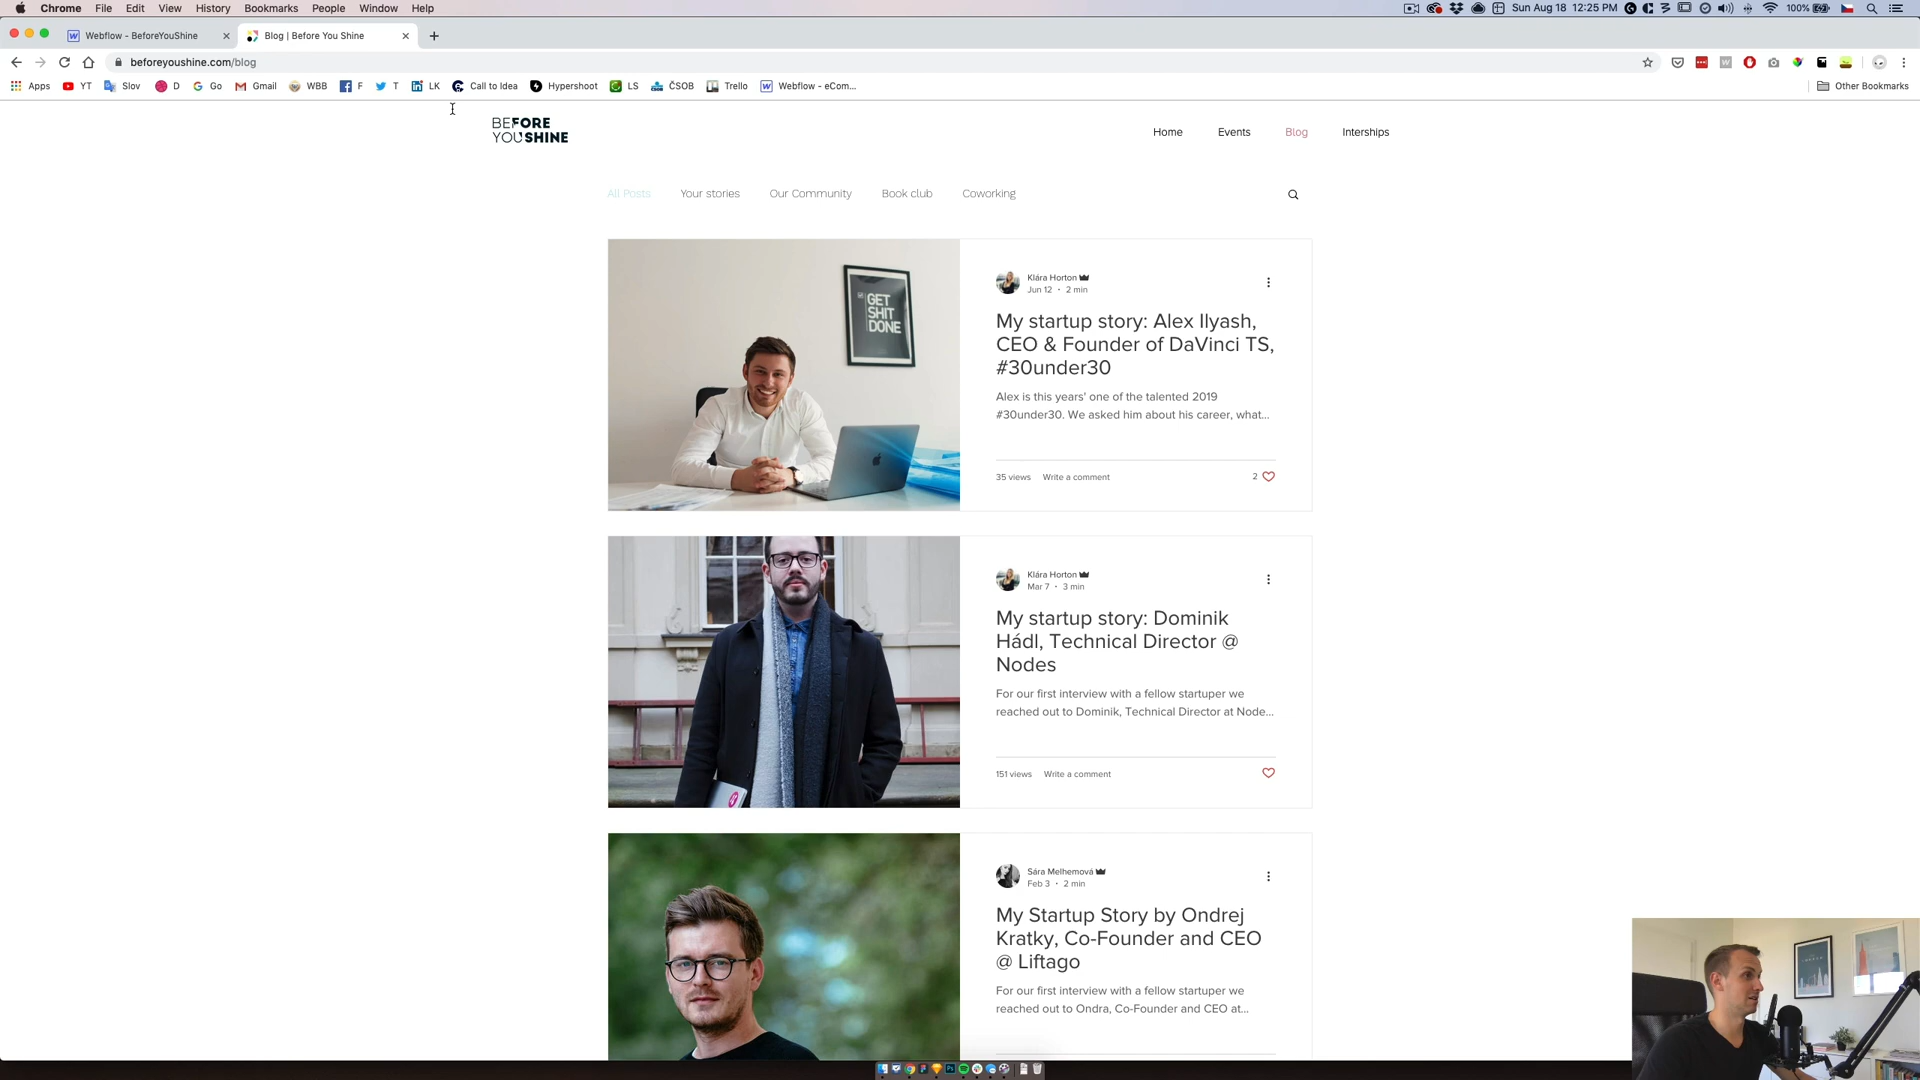 Chrome File Edit View History Bookmarks People Window Help
Sun Aug 18 12:25 PM 100%
Webflow - BeforeYouShine
Blog | Before You Shine
beforeyoushine.com/blog
Apps YT Slov D Go Gmail WBB F T LK Call to Idea Hypershoot LS ČSOB Trello Webflow - eCom... Other Bookmarks
BEFORE
YOU'SHINE
Home Events Blog Interships
All Posts Your stories Our Community Book club Coworking
GET
SHIT
DONE
Klára Horton
Jun 12 · 2 min
My startup story: Alex Ilyash,
CEO & Founder of DaVinci TS,
#30under30
Alex is this years' one of the talented 2019
#30under30. We asked him about his career, what...
35 views Write a comment 2
Klára Horton
Mar 7 · 3 min
My startup story: Dominik
Hádl, Technical Director @
Nodes
For our first interview with a fellow startuper we
reached out to Dominik, Technical Director at Node...
151 views Write a comment
Sára Melhemová
Feb 3 · 2 min
My Startup Story by Ondrej
Kratky, Co-Founder and CEO
@ Liftago
For our first interview with a fellow startuper we
reached out to Ondra, Co-Founder and CEO at...